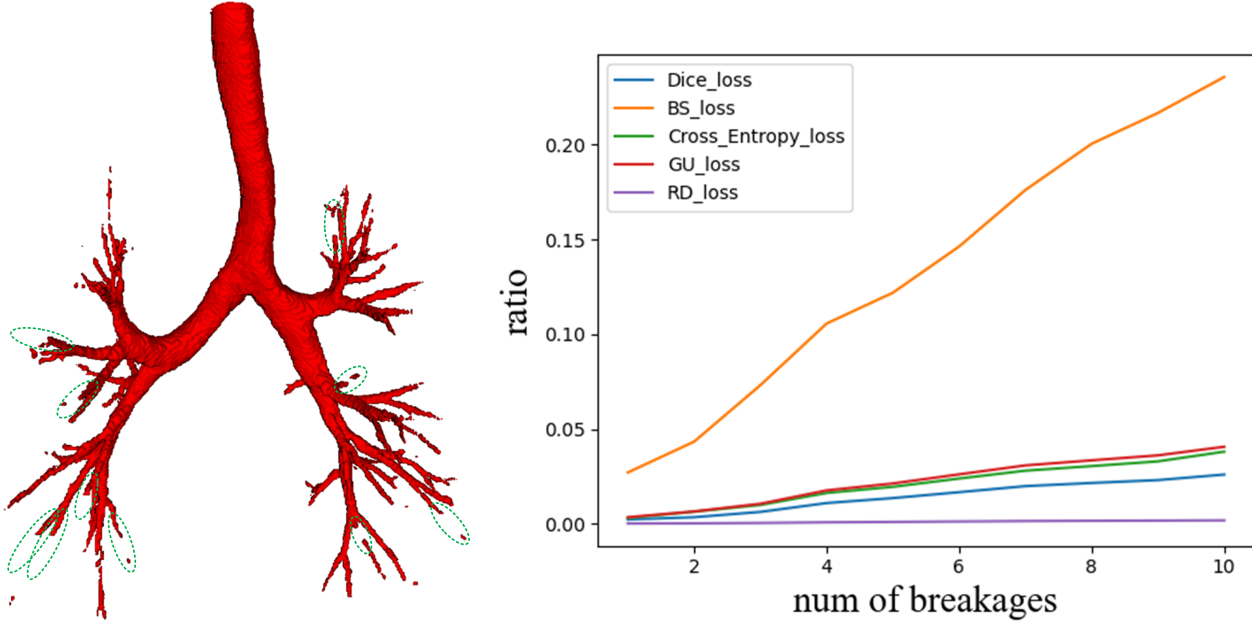 Dice_loss
BS_loss
Cross_Entropy_loss
GU_loss
RD_loss
ratio
0.20
0.15
0.10
0.05
0.00
2 4 6 8 10
num of breakages